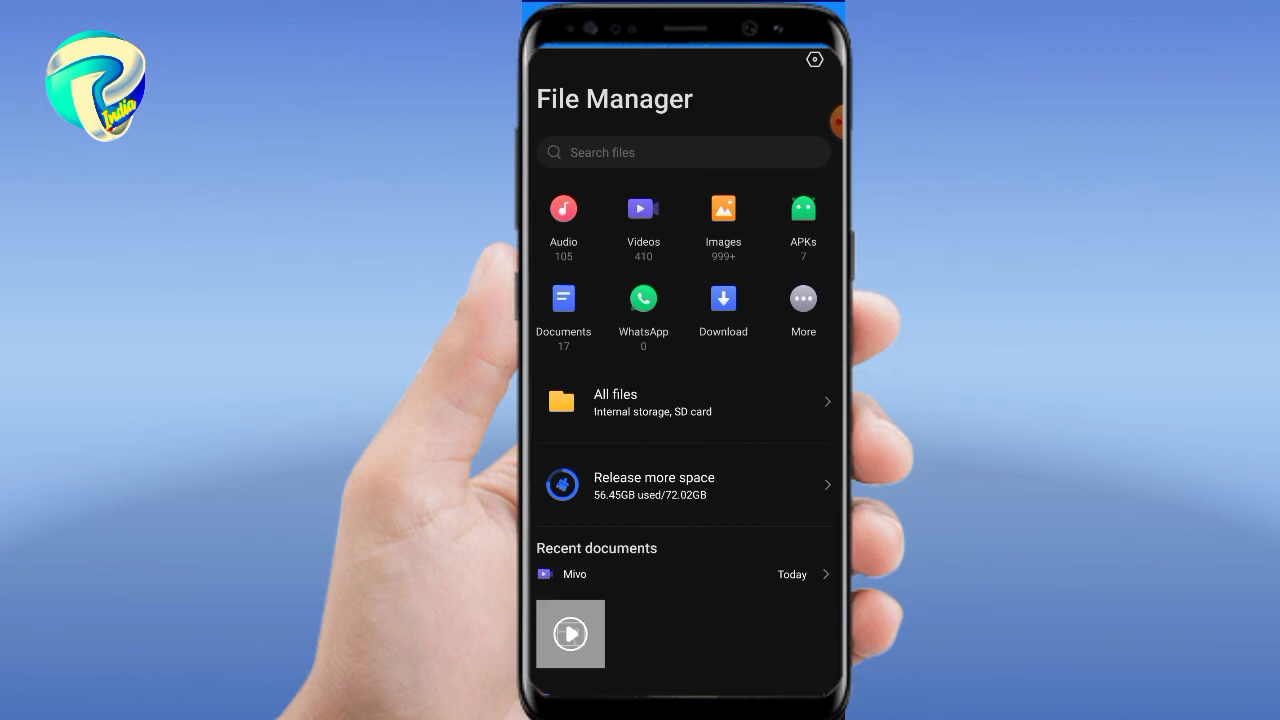 India
File Manager
Search files
Audio
105
Videos
410
Images
999+
APKs
7
Documents
17
WhatsApp
0
Download
More
All files
Internal storage, SD card
Release more space
56.45GB used/72.02GB
Recent documents
Mivo
Today